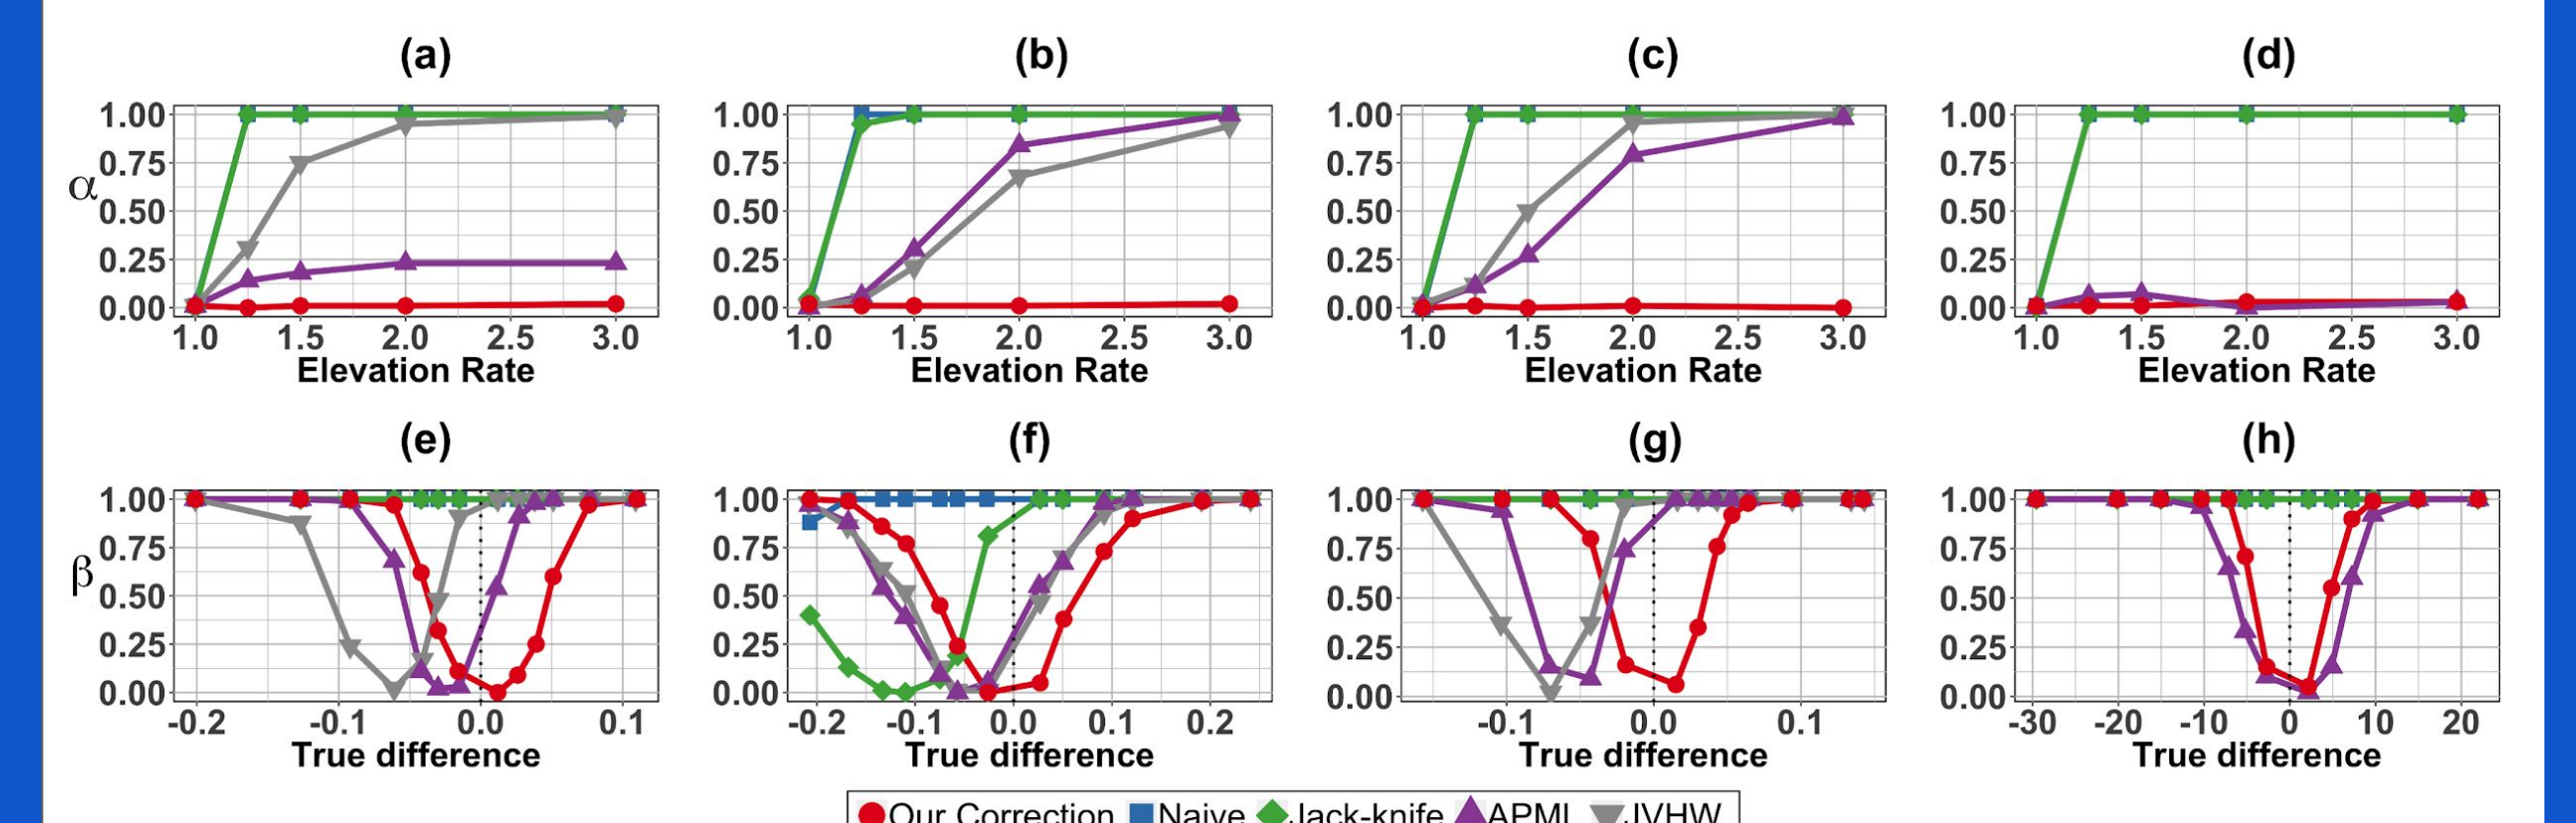 (a) (b) (c) (d)
α
1.00 1.00 1.00 1.00
0.75 0.75 0.75 0.75
0.50 0.50 0.50 0.50
0.25 0.25 0.25 0.25
0.00 0.00 0.00 0.00
1.0 1.5 2.0 2.5 3.0 1.0 1.5 2.0 2.5 3.0 1.0 1.5 2.0 2.5 3.0 1.0 1.5 2.0 2.5 3.0
Elevation Rate Elevation Rate Elevation Rate Elevation Rate
(e) (f) (g) (h)
β
1.00 1.00 1.00 1.00
0.75 0.75 0.75 0.75
0.50 0.50 0.50 0.50
0.25 0.25 0.25 0.25
0.00 0.00 0.00 0.00
-0.2 -0.1 0.0 0.1 -0.2 -0.1 0.0 0.1 0.2 -0.1 0.0 0.1 -30 -20 -10 0 10 20
True difference True difference True difference True difference
Our Correction Naive Jack-knife APML JVHW